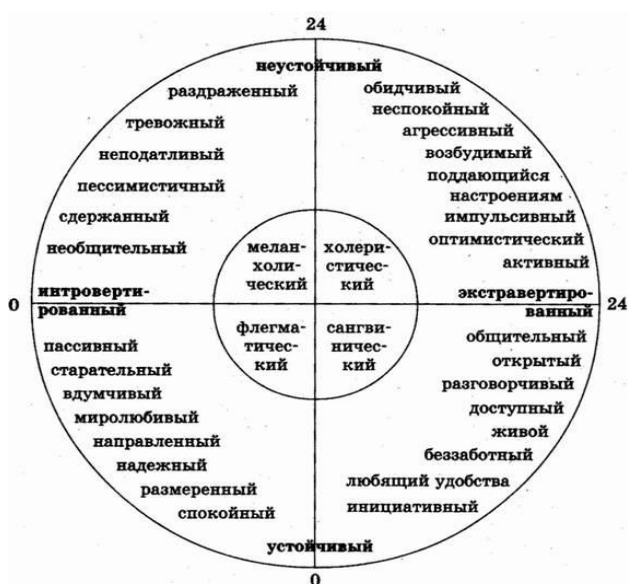 24
неустойчивый
раздраженный
тревожный
неподатливый
пессимистичный
сдержанный
необщительный
обидчивый
неспокойный
агрессивный
возбудимый
поддающийся
настроениям
импульсивный
оптимистический
активный
мелан-
холи-
ческий
холери-
стичес-
кий
0
интроверти-
рованный
экстравертиро-
ванный
24
флегма-
тичес-
кий
сангви-
ничес-
кий
пассивный
старательный
вдумчивый
миролюбивый
направленный
надежный
размеренный
спокойный
общительный
открытый
разговорчивый
доступный
живой
беззаботный
любящий удобства
инициативный
устойчивый
0